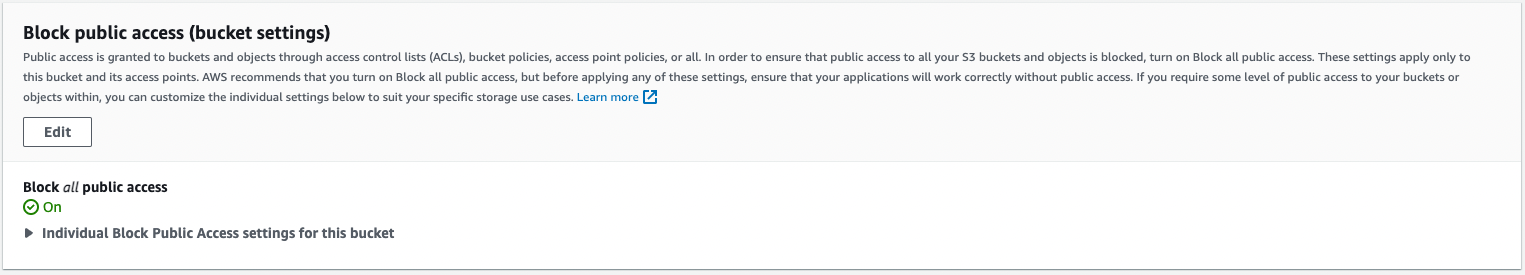 Block public access (bucket settings)
Public access is granted to buckets and objects through access control lists (ACLs), bucket policies, access point policies, or all. In order to ensure that public access to all your S3 buckets and objects is blocked, turn on Block all public access. These settings apply only to
this bucket and its access points. AWS recommends that you turn on Block all public access, but before applying any of these settings, ensure that your applications will work correctly without public access. If you require some level of public access to your buckets or
objects within, you can customize the individual settings below to suit your specific storage use cases. Learn more
Edit
Block all public access
On
Individual Block Public Access settings for this bucket